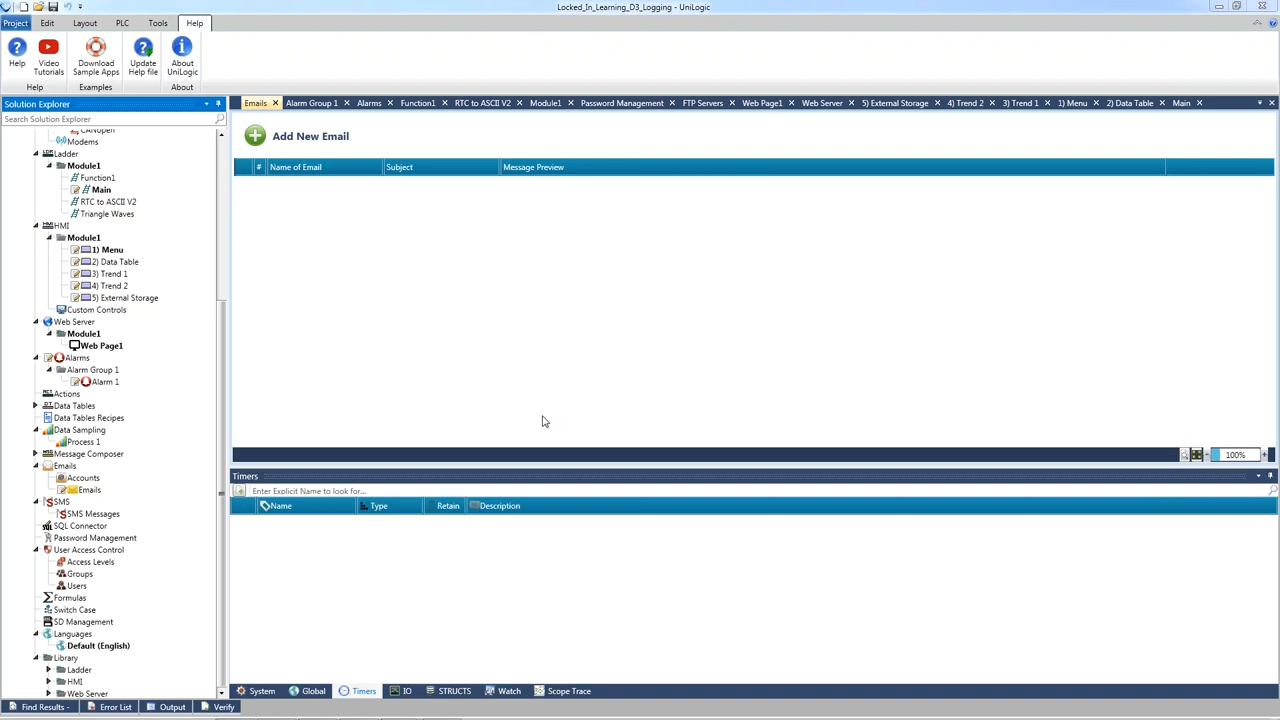 Locked_In_Learning_D3_Logging - UniLogic
Project Edit Layout PLC Tools Help
Help Video Tutorials Download Sample Apps Update Help file About UniLogic
Help Examples About
Solution Explorer
Search Solution Explorer
CANopen
Modems
Ladder
Module1
Function1
Main
RTC to ASCII V2
Triangle Waves
HMI
Module1
1) Menu
2) Data Table
3) Trend 1
4) Trend 2
5) External Storage
Custom Controls
Web Server
Module1
Web Page1
Alarms
Alarm Group 1
Alarm 1
Actions
Data Tables
Data Tables Recipes
Data Sampling
Process 1
Message Composer
Emails
Accounts
Emails
SMS
SMS Messages
SQL Connector
Password Management
User Access Control
Access Levels
Groups
Users
Formulas
Switch Case
SD Management
Languages
Default (English)
Library
Ladder
HMI
Web Server
Emails Alarm Group 1 Alarms Function1 RTC to ASCII V2 Module1 Password Management FTP Servers Web Page1 Web Server 5) External Storage 4) Trend 2 3) Trend 1 1) Menu 2) Data Table Main
Add New Email
# Name of Email Subject Message Preview
100%
Timers
Enter Explicit Name to look for...
Name Type Retain Description
System Global Timers IO STRUCTS Watch Scope Trace
Find Results - Error List Output Verify